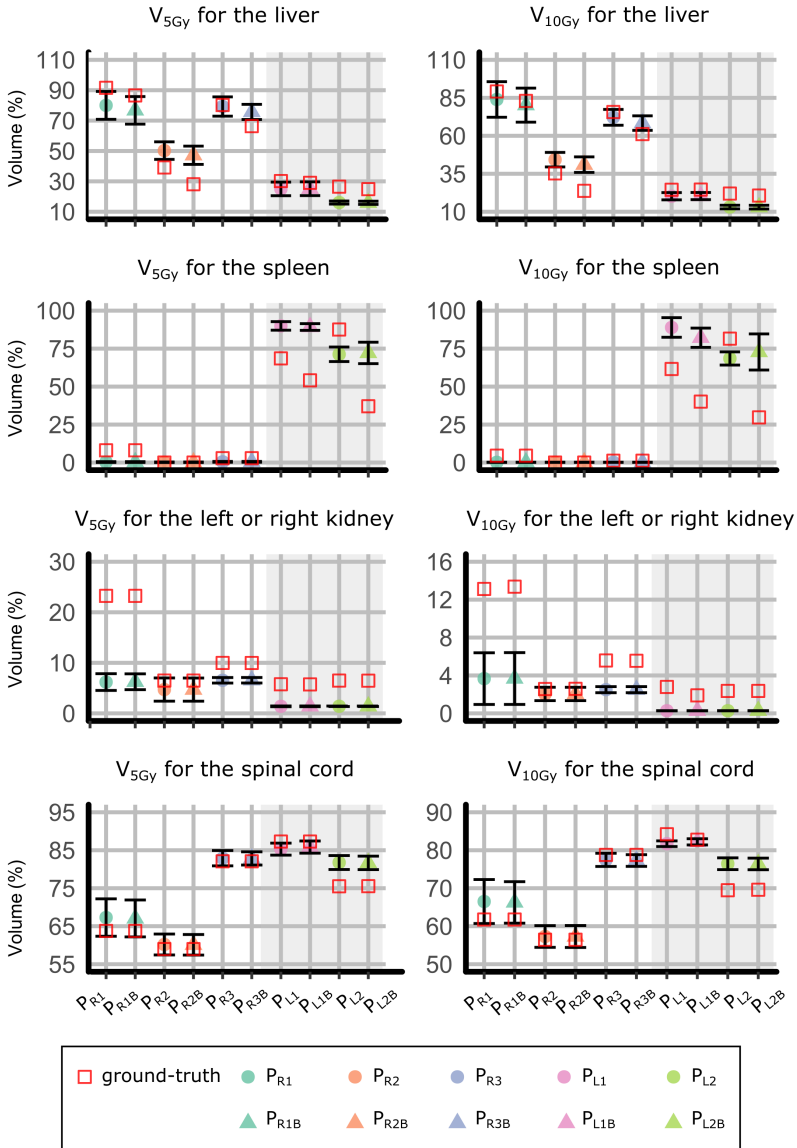 V5Gy for the liver
V10Gy for the liver
Volume (%)
110
90
70
50
30
10
110
85
60
35
10
V5Gy for the spleen
V10Gy for the spleen
Volume (%)
100
75
50
25
0
100
75
50
25
0
V5Gy for the left or right kidney
V10Gy for the left or right kidney
Volume (%)
30
20
10
0
16
12
8
4
0
V5Gy for the spinal cord
V10Gy for the spinal cord
Volume (%)
95
85
75
65
55
90
80
70
60
50
PR1 PR1B PR2 PR2B PR3 PR3B PL1 PL1B PL2 PL2B
PR1 PR1B PR2 PR2B PR3 PR3B PL1 PL1B PL2 PL2B
ground-truth PR1 PR2 PR3 PL1 PL2
PR1B PR2B PR3B PL1B PL2B